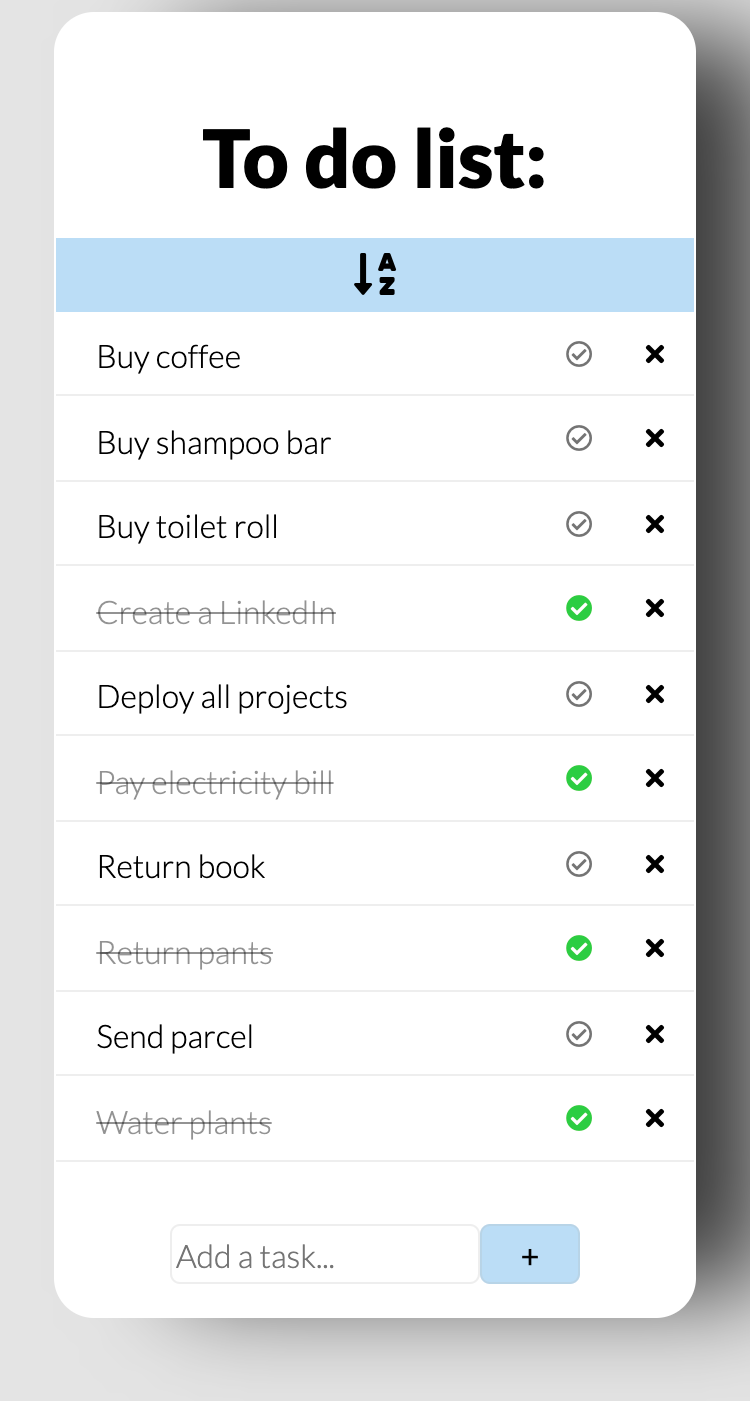 To do list:
A
Z
Buy coffee
Buy shampoo bar
Buy toilet roll
Create a LinkedIn
Deploy all projects
Pay electricity bill
Return book
Return pants
Send parcel
Water plants
Add a task...
+